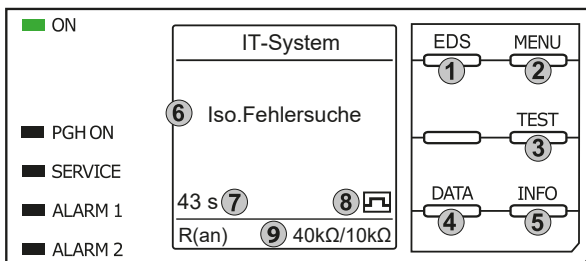 ON
PGH ON
SERVICE
ALARM 1
ALARM 2
IT-System
6 Iso.Fehlersuche
43 s 7 8
R(an) 9 40kΩ/10kΩ
EDS MENU
1 2
TEST
3
DATA INFO
4 5